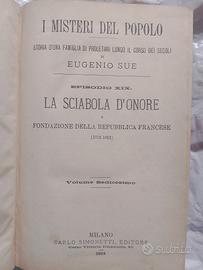 I MISTERI DEL POPOLO
STORIA D'UNA FAMIGLIA DI PROLETARI LUNGO IL CORSO DEI SECOLI
DI
EUGENIO SUE
EPISODIO XIX.
LA SCIABOLA D'ONORE
O
FONDAZIONE DELLA REPUBBLICA FRANCESE
Volume Sedicesimo
MILANO
CARLO SIMONETTI, EDITORE
subito